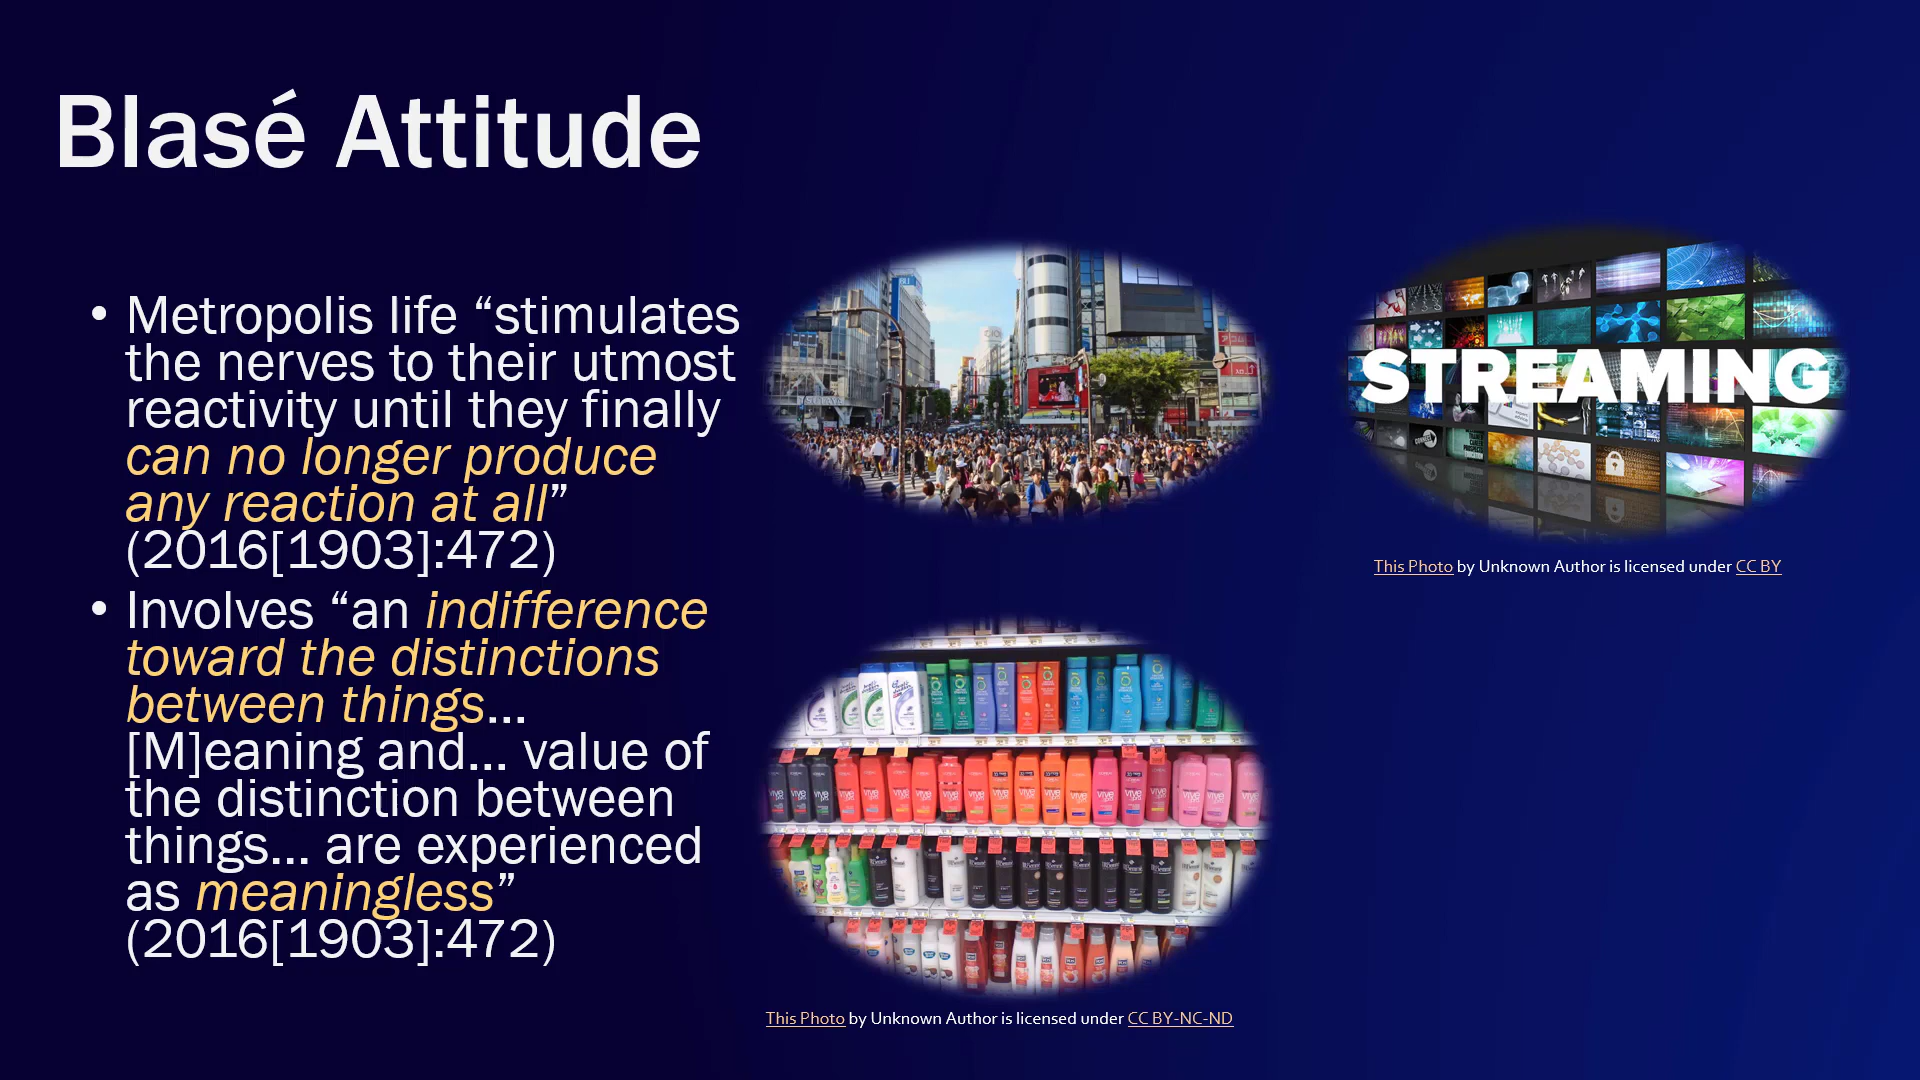 Blasé Attitude
• Metropolis life “stimulates
the nerves to their utmost
reactivity until they finally
can no longer produce
any reaction at all”
(2016[1903]:472)
• Involves “an indifference
toward the distinctions
between things…
[M]eaning and… value of
the distinction between
things… are experienced
as meaningless”
(2016[1903]:472)
STREAMING
This Photo by Unknown Author is licensed under CC BY
This Photo by Unknown Author is licensed under CC BY-NC-ND